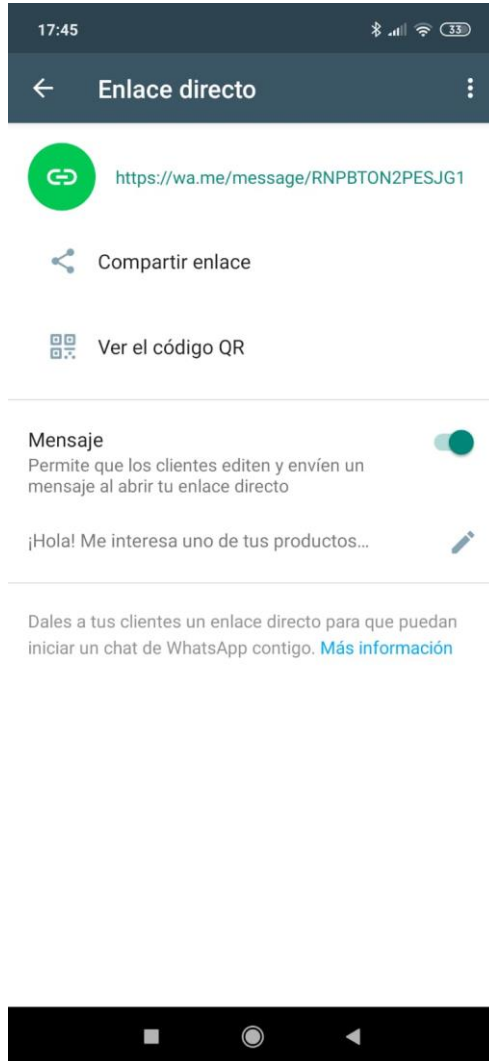 17:45
33
Enlace directo
https://wa.me/message/RNPBTON2PESJG1
Compartir enlace
Ver el código QR
Mensaje
Permite que los clientes editen y envíen un
mensaje al abrir tu enlace directo
¡Hola! Me interesa uno de tus productos...
Dales a tus clientes un enlace directo para que puedan
iniciar un chat de WhatsApp contigo. Más información